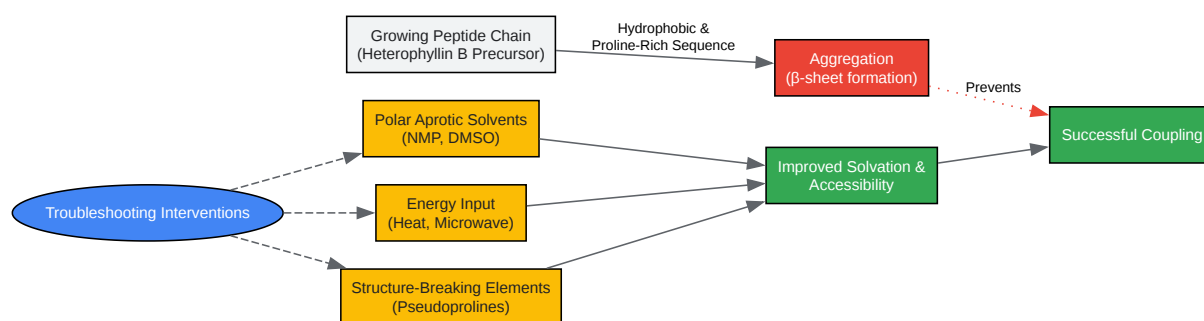 Growing Peptide Chain
(Heterophyllin B Precursor)
Hydrophobic &
Proline-Rich Sequence
Aggregation
(β-sheet formation)
Prevents
Successful Coupling
Polar Aprotic Solvents
(NMP, DMSO)
Improved Solvation &
Accessibility
Troubleshooting Interventions
Energy Input
(Heat, Microwave)
Structure-Breaking Elements
(Pseudoprolines)